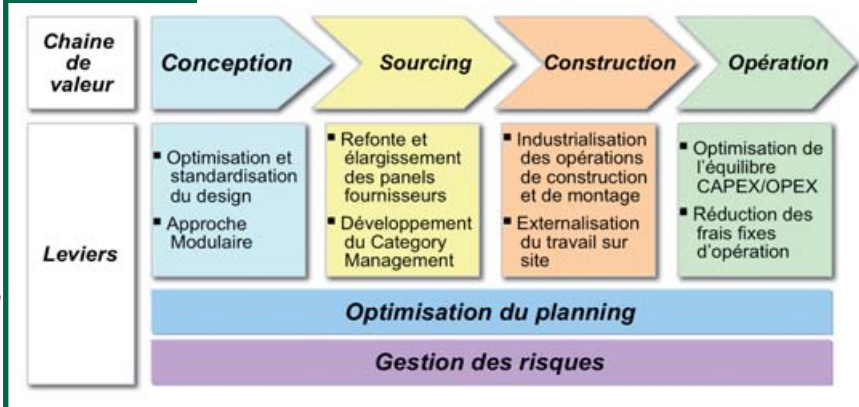 Chaine
de
valeur
Conception
Sourcing
Construction
Opération
Leviers
▪ Optimisation et
standardisation
du design
▪ Approche
Modulaire
▪ Refonte et
élargissement
des panels
fournisseurs
▪ Développement
du Category
Management
▪ Industrialisation
des opérations
de construction
et de montage
▪ Externalisation
du travail sur
site
▪ Optimisation de
l'équilibre
CAPEX/OPEX
▪ Réduction des
frais fixes
d'opération
Optimisation du planning
Gestion des risques